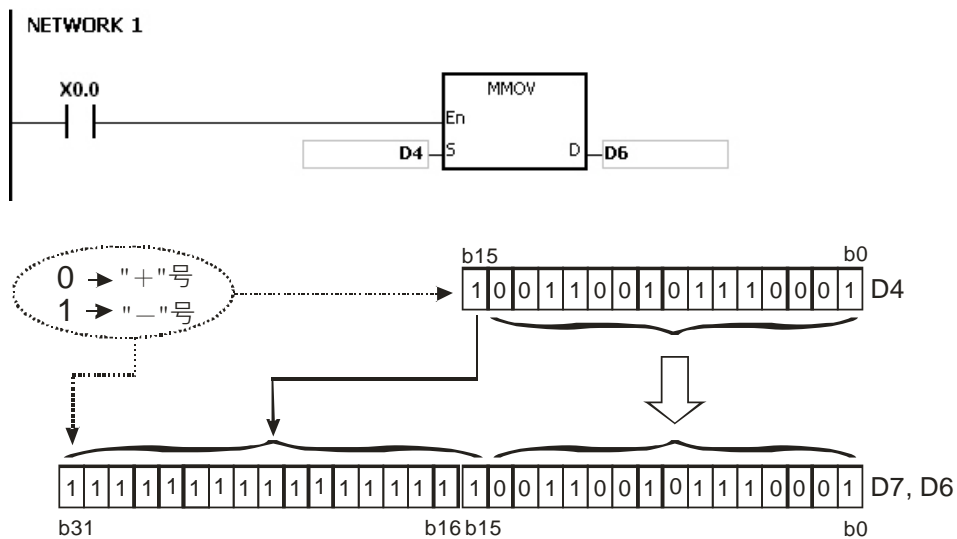 NETWORK 1
X0.0
MMOV
En
D4 S D D6
0 → "＋"号
1 → "－"号
b15 b0
1 0 0 1 1 0 0 1 0 1 1 1 0 0 0 1 D4
1 1 1 1 1 1 1 1 1 1 1 1 1 1 1 1 1 0 0 1 1 0 0 1 0 1 1 1 0 0 0 1 D7, D6
b31 b16 b15 b0